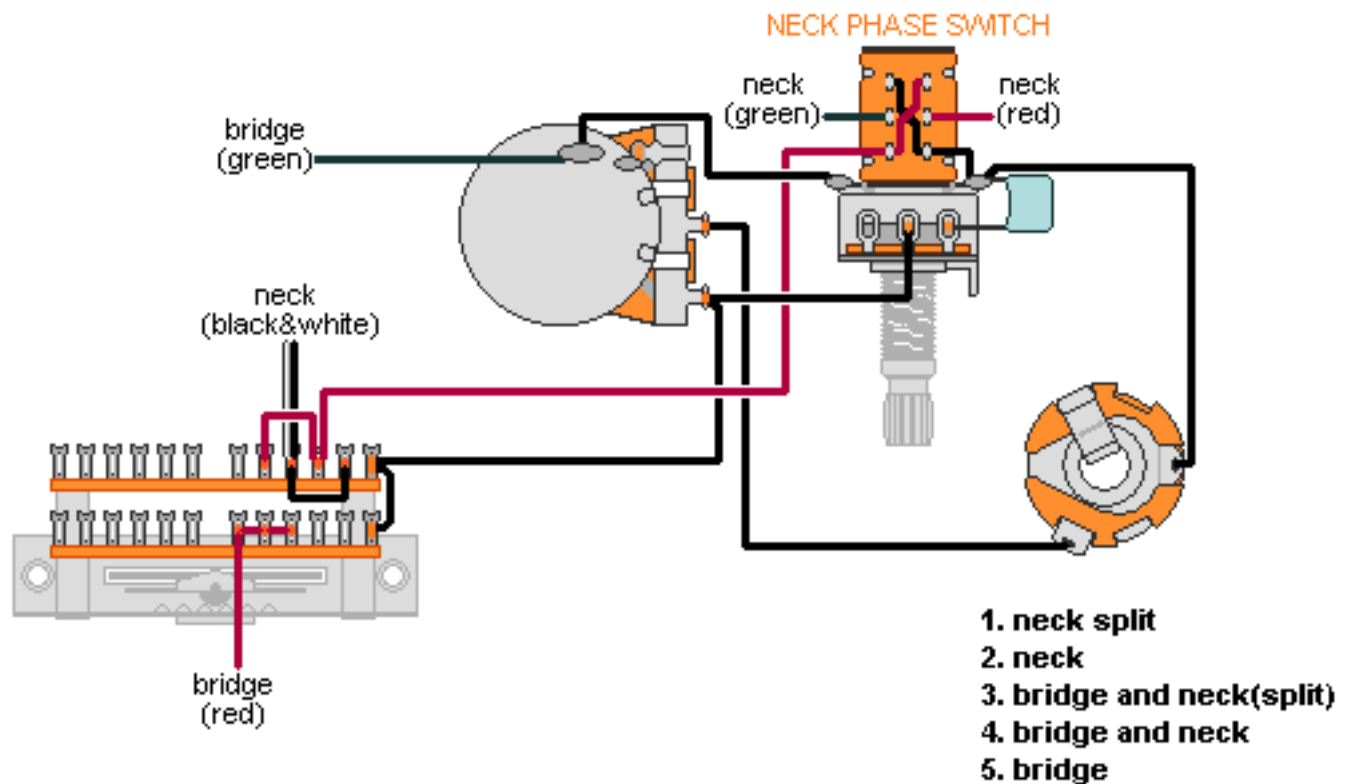 NECK PHASE SWITCH
neck
(green)
neck
(red)
bridge
(green)
neck
(black&white)
bridge
(red)
1. neck split
2. neck
3. bridge and neck(split)
4. bridge and neck
5. bridge